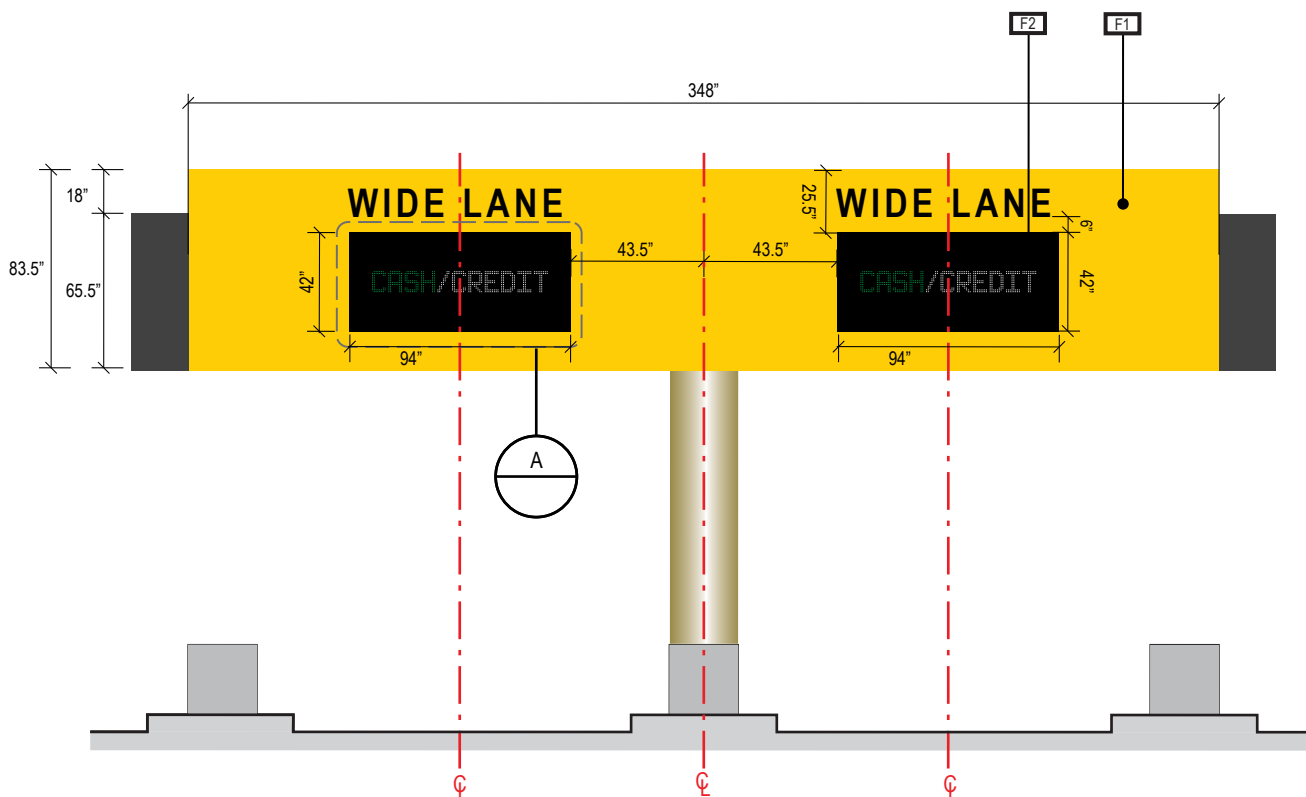 F2
F1
348”
18”
83.5”
65.5”
WIDE LANE
WIDE LANE
25.5”
6”
43.5”
43.5”
42”
CASH/CREDIT
CASH/CREDIT
42”
94”
94”
A
℄
℄
℄